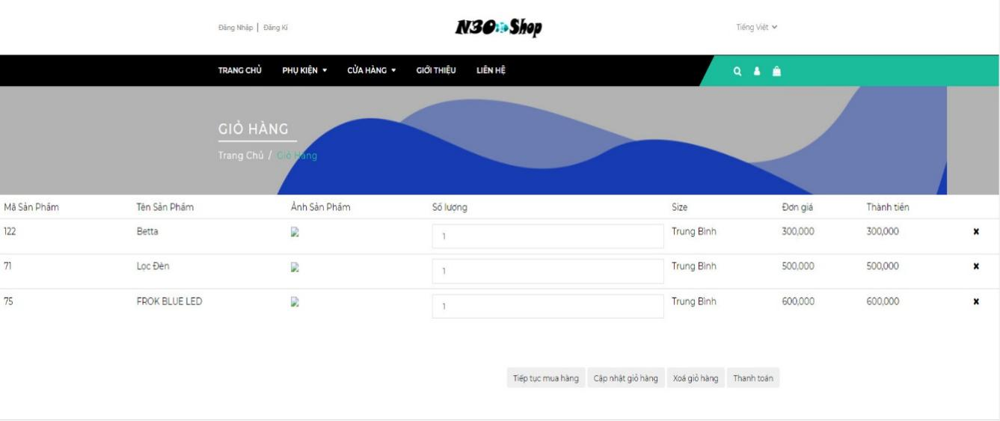 Đăng Nhập | Đăng Kí
N3O Shop
Tiếng Việt
TRANG CHỦ PHỤ KIỆN CỬA HÀNG GIỚI THIỆU LIÊN HỆ
GIỎ HÀNG
Trang Chủ / Giỏ Hàng
Mã Sản Phẩm Tên Sản Phẩm Ảnh Sản Phẩm Số lượng Size Đơn giá Thành tiền
122 Betta 1 Trung Bình 300,000 300,000
71 Lọc Đèn 1 Trung Bình 500,000 500,000
75 FROK BLUE LED 1 Trung Bình 600,000 600,000
Tiếp tục mua hàng Cập nhật giỏ hàng Xoá giỏ hàng Thanh toán